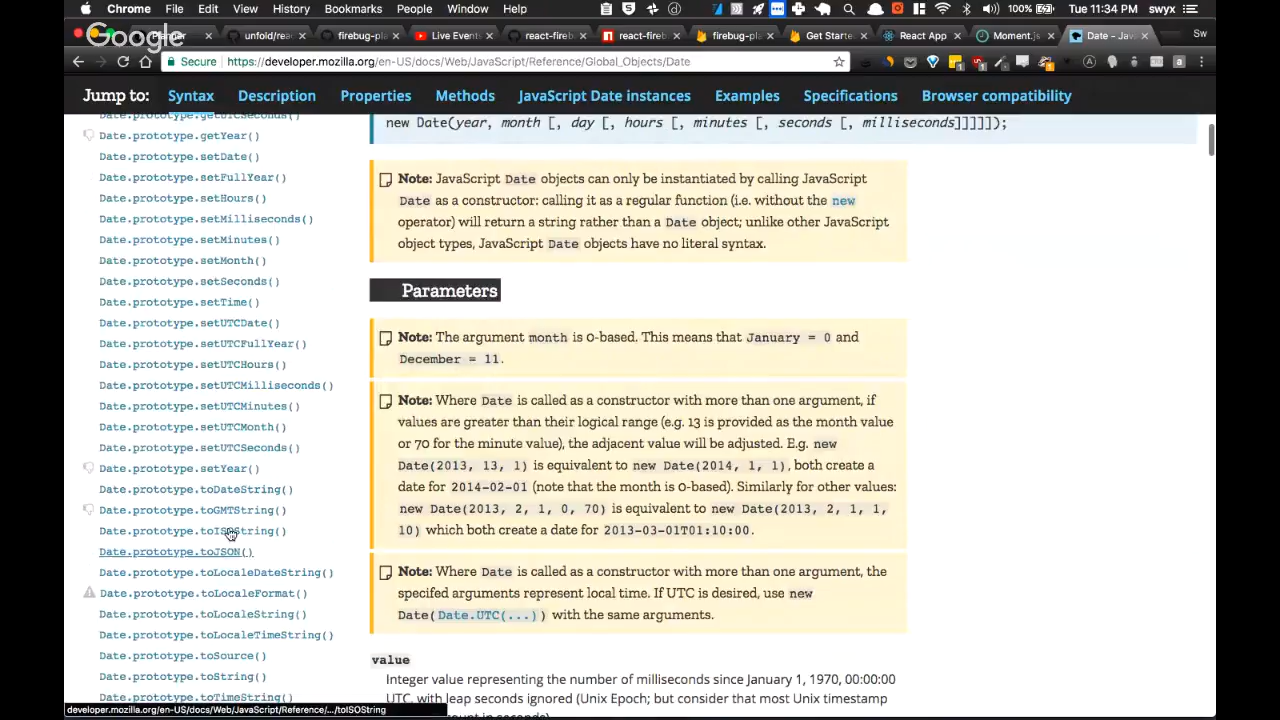 Chrome File Edit View History Bookmarks People Window Help 100% Tue 11:34 PM swyx
Google
unfold/rea firebug-pl Live Event react-fireb react-fireb firebug-pl Get Starte React App Moment.js Date - Jav Sw
Secure https://developer.mozilla.org/en-US/docs/Web/JavaScript/Reference/Global_Objects/Date
Jump to: Syntax Description Properties Methods JavaScript Date instances Examples Specifications Browser compatibility
Date.prototype.getUTCSeconds()
Date.prototype.getYear()
Date.prototype.setDate()
Date.prototype.setFullYear()
Date.prototype.setHours()
Date.prototype.setMilliseconds()
Date.prototype.setMinutes()
Date.prototype.setMonth()
Date.prototype.setSeconds()
Date.prototype.setTime()
Date.prototype.setUTCDate()
Date.prototype.setUTCFullYear()
Date.prototype.setUTCHours()
Date.prototype.setUTCMilliseconds()
Date.prototype.setUTCMinutes()
Date.prototype.setUTCMonth()
Date.prototype.setUTCSeconds()
Date.prototype.setYear()
Date.prototype.toDateString()
Date.prototype.toGMTString()
Date.prototype.toISOString()
Date.prototype.toJSON()
Date.prototype.toLocaleDateString()
Date.prototype.toLocaleFormat()
Date.prototype.toLocaleString()
Date.prototype.toLocaleTimeString()
Date.prototype.toSource()
Date.prototype.toString()
Date.prototype.toTimeString()
new Date(year, month [, day [, hours [, minutes [, seconds [, milliseconds]]]]]);
Note: JavaScript Date objects can only be instantiated by calling JavaScript
Date as a constructor: calling it as a regular function (i.e. without the new
operator) will return a string rather than a Date object; unlike other JavaScript
object types, JavaScript Date objects have no literal syntax.
Parameters
Note: The argument month is 0-based. This means that January = 0 and
December = 11.
Note: Where Date is called as a constructor with more than one argument, if
values are greater than their logical range (e.g. 13 is provided as the month value
or 70 for the minute value), the adjacent value will be adjusted. E.g. new
Date(2013, 13, 1) is equivalent to new Date(2014, 1, 1), both create a
date for 2014-02-01 (note that the month is 0-based). Similarly for other values:
new Date(2013, 2, 1, 0, 70) is equivalent to new Date(2013, 2, 1, 1,
10) which both create a date for 2013-03-01T01:10:00.
Note: Where Date is called as a constructor with more than one argument, the
specifed arguments represent local time. If UTC is desired, use new
Date(Date.UTC(...)) with the same arguments.
value
Integer value representing the number of milliseconds since January 1, 1970, 00:00:00
UTC, with leap seconds ignored (Unix Epoch; but consider that most Unix timestamp
count in seconds).
developer.mozilla.org/en-US/docs/Web/JavaScript/Reference/.../toISOString